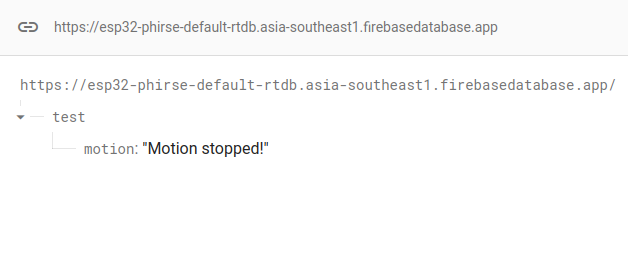 https://esp32-phirse-default-rtdb.asia-southeast1.firebasedatabase.app
https://esp32-phirse-default-rtdb.asia-southeast1.firebasedatabase.app/
test
motion: "Motion stopped!"